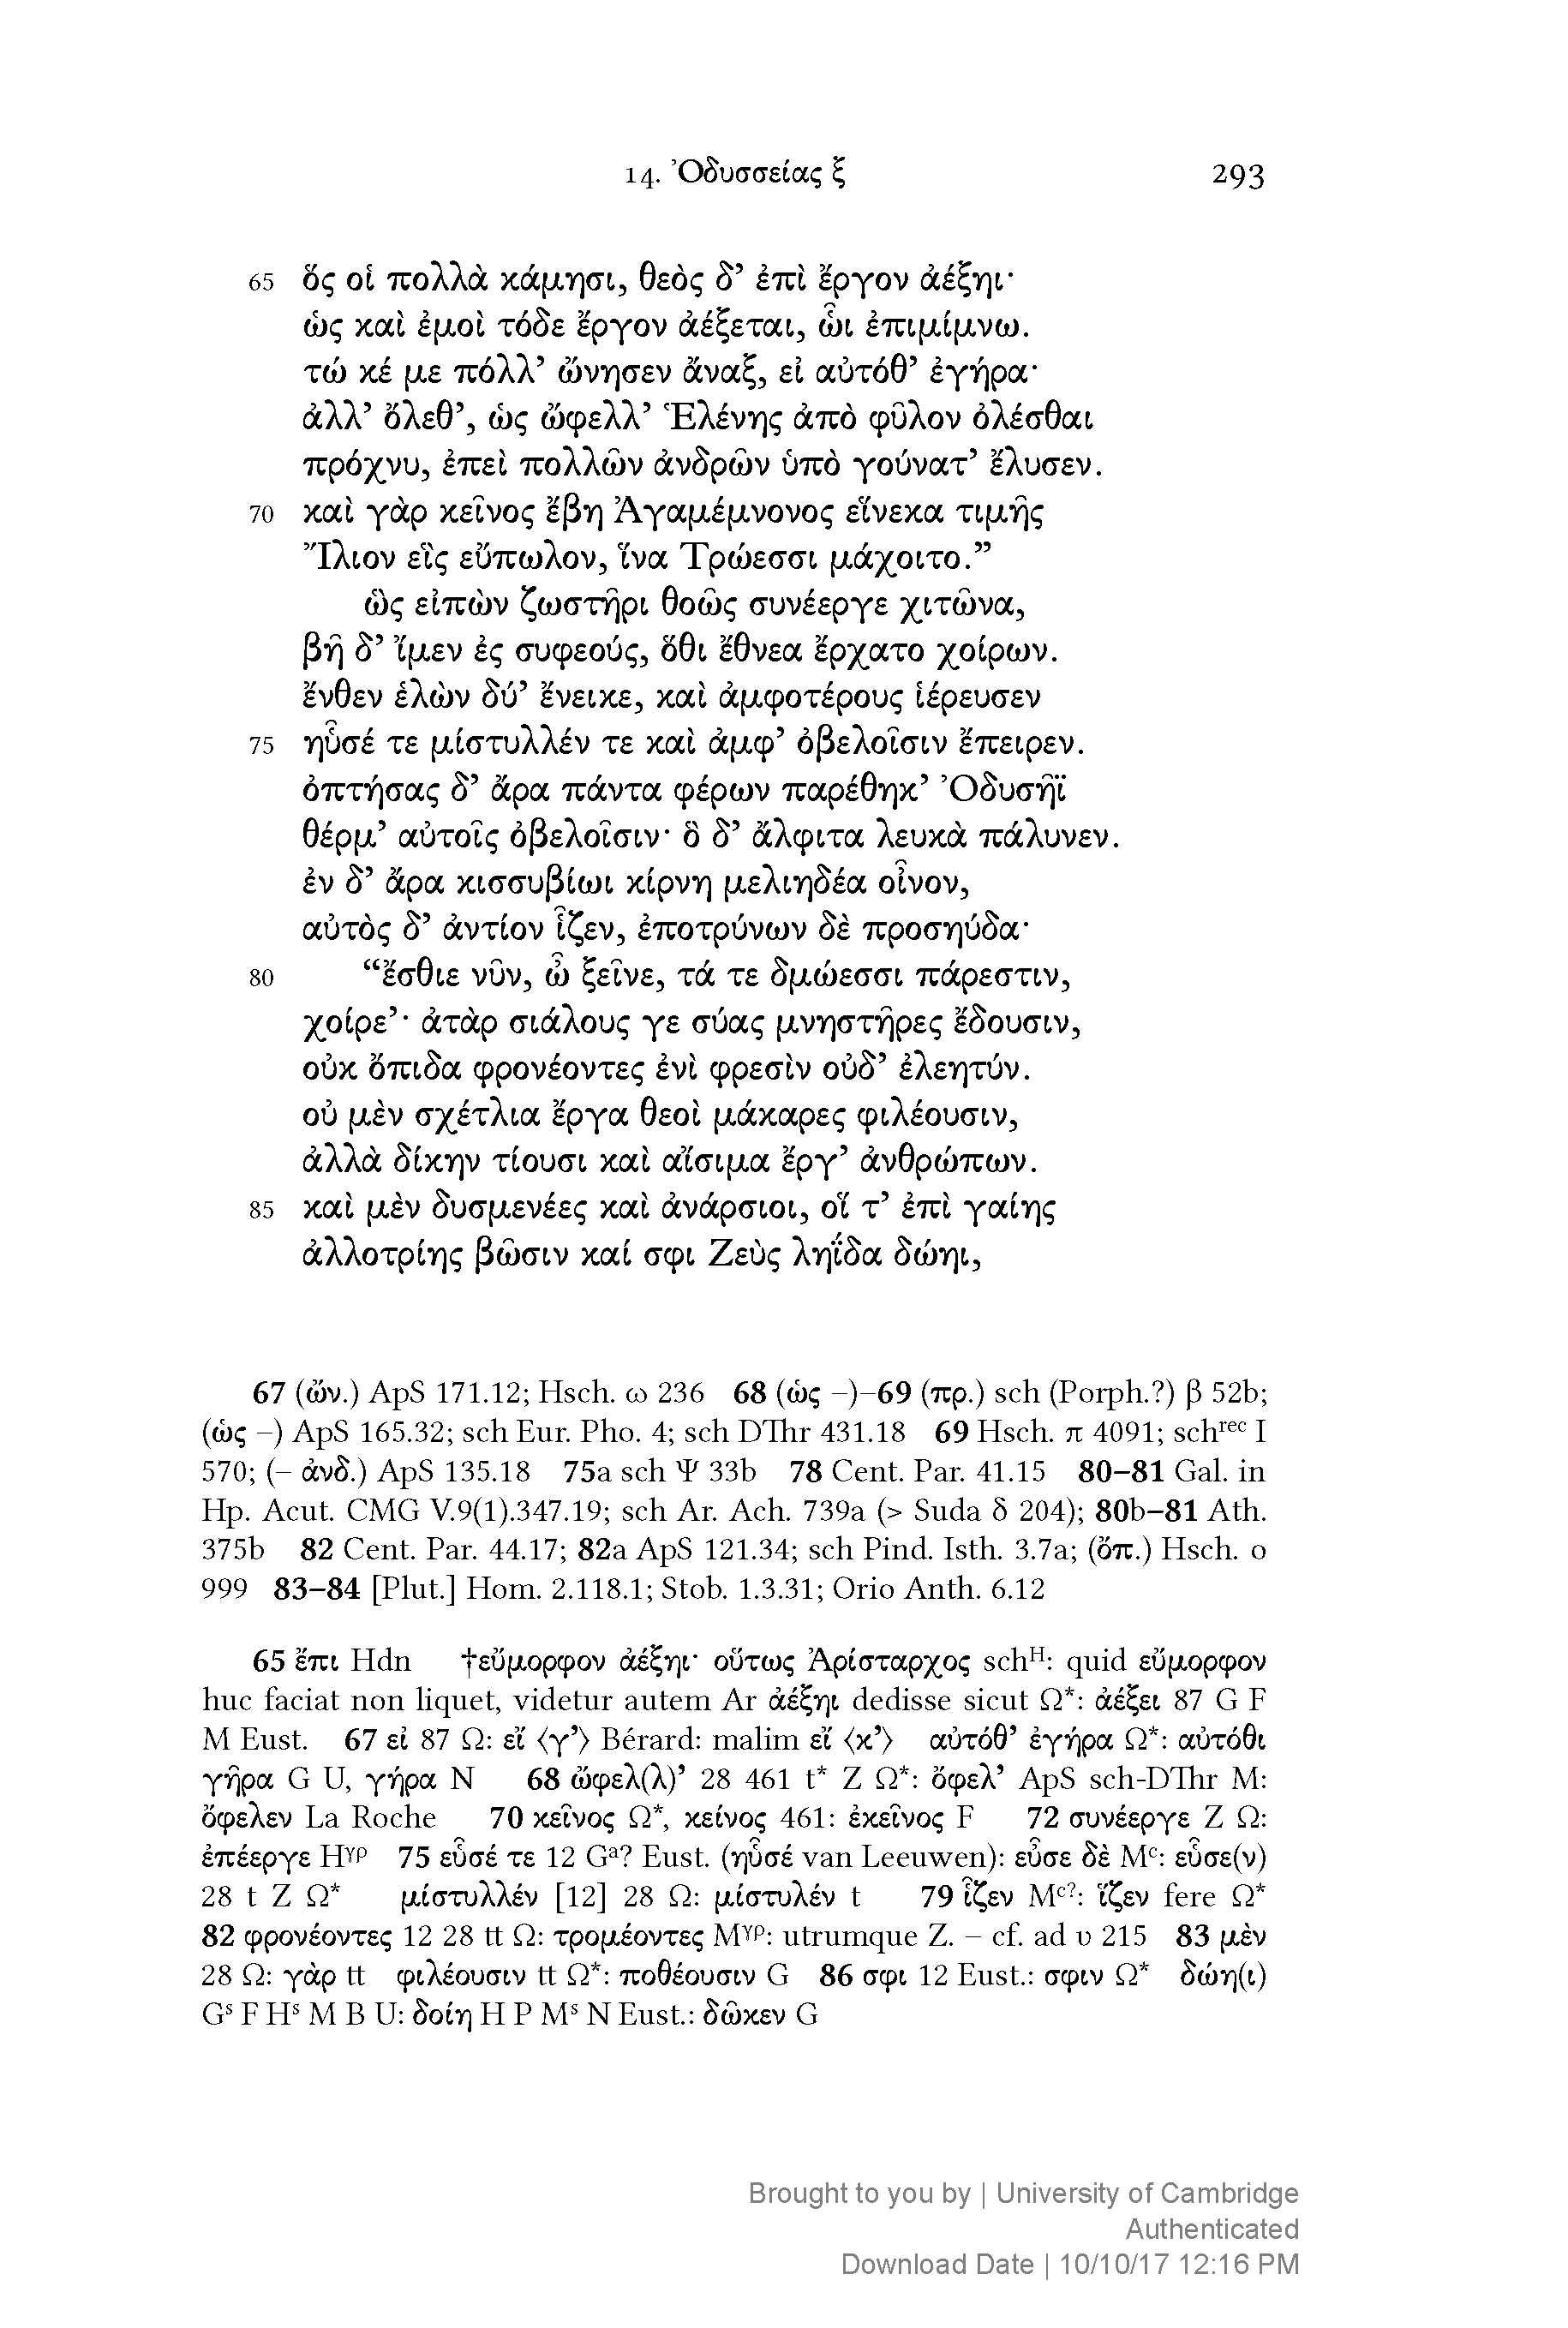 14. Ὀδυσσείας ξ 293
65 ὅς οἱ πολλὰ κάμησι, θεὸς δ’ ἐπὶ ἔργον ἀέξηι·
ὡς καὶ ἐμοὶ τόδε ἔργον ἀέξεται, ὧι ἐπιμίμνω.
τώ κέ με πόλλ’ ὤνησεν ἄναξ, εἰ αὐτόθ’ ἐγήρα·
ἀλλ’ ὄλεθ’, ὡς ὤφελλ’ Ἑλένης ἀπὸ φῦλον ὀλέσθαι
πρόχνυ, ἐπεὶ πολλῶν ἀνδρῶν ὑπὸ γούνατ’ ἔλυσεν.
70 καὶ γὰρ κεῖνος ἔβη Ἀγαμέμνονος εἵνεκα τιμῆς
Ἴλιον εἲς εὔπωλον, ἵνα Τρώεσσι μάχοιτο.”
ὣς εἰπὼν ζωστῆρι θοῶς συνέεργε χιτῶνα,
βῆ δ’ ἴμεν ἐς συφεούς, ὅθι ἔθνεα ἔρχατο χοίρων.
ἔνθεν ἑλὼν δύ’ ἔνεικε, καὶ ἀμφοτέρους ἱέρευσεν
75 ηὗσέ τε μίστυλλέν τε καὶ ἀμφ’ ὀβελοῖσιν ἔπειρεν.
ὀπτήσας δ’ ἄρα πάντα φέρων παρέθηκ’ Ὀδυσῆϊ
θέρμ’ αὐτοῖς ὀβελοῖσιν· ὃ δ’ ἄλφιτα λευκὰ πάλυνεν.
ἐν δ’ ἄρα κισσυβίωι κίρνη μελιηδέα οἶνον,
αὐτὸς δ’ ἀντίον ἷζεν, ἐποτρύνων δὲ προσηύδα·
80 “ἔσθιε νῦν, ὦ ξεῖνε, τά τε δμώεσσι πάρεστιν,
χοίρε’· ἀτὰρ σιάλους γε σύας μνηστῆρες ἔδουσιν,
οὐκ ὄπιδα φρονέοντες ἐνὶ φρεσὶν οὐδ’ ἐλεητύν.
οὐ μὲν σχέτλια ἔργα θεοὶ μάκαρες φιλέουσιν,
ἀλλὰ δίκην τίουσι καὶ αἴσιμα ἔργ’ ἀνθρώπων.
85 καὶ μὲν δυσμενέες καὶ ἀνάρσιοι, οἵ τ’ ἐπὶ γαίης
ἀλλοτρίης βῶσιν καί σφι Ζεὺς ληΐδα δώηι,
67 (ὤν.) ApS 171.12; Hsch. ω 236 68 (ὡς –)–69 (πρ.) sch (Porph.?) β 52b;
(ὡς –) ApS 165.32; sch Eur. Pho. 4; sch DThr 431.18 69 Hsch. π 4091; schrec I
570; (– ἀνδ.) ApS 135.18 75a sch Ψ 33b 78 Cent. Par. 41.15 80–81 Gal. in
Hp. Acut. CMG V.9(1).347.19; sch Ar. Ach. 739a (> Suda δ 204); 80b–81 Ath.
375b 82 Cent. Par. 44.17; 82a ApS 121.34; sch Pind. Isth. 3.7a; (ὄπ.) Hsch. ο
999 83–84 [Plut.] Hom. 2.118.1; Stob. 1.3.31; Orio Anth. 6.12
65 ἔπι Hdn †εὔμορφον ἀέξηι· οὕτως Ἀρίσταρχος schH: quid εὔμορφον
huc faciat non liquet, videtur autem Ar ἀέξηι dedisse sicut Ω*: ἀέξει 87 G F
M Eust. 67 εἰ 87 Ω: εἴ ⟨γ’⟩ Bérard: malim εἴ ⟨κ’⟩ αὐτόθ’ ἐγήρα Ω*: αὐτόθι
γῆρα G U, γήρα N 68 ὤφελ(λ)’ 28 461 t* Z Ω*: ὄφελ’ ApS sch-DThr M:
ὄφελεν La Roche 70 κεῖνος Ω*, κείνος 461: ἐκεῖνος F 72 συνέεργε Z Ω:
ἐπέεργε Hγρ 75 εὗσέ τε 12 Ga? Eust. (ηὗσέ van Leeuwen): εὗσε δὲ Mc: εὗσε(ν)
28 t Z Ω* μίστυλλέν [12] 28 Ω: μίστυλέν t 79 ἷζεν Mc?: ἵζεν fere Ω*
82 φρονέοντες 12 28 tt Ω: τρομέοντες Mγρ: utrumque Z. – cf. ad υ 215 83 μὲν
28 Ω: γὰρ tt φιλέουσιν tt Ω*: ποθέουσιν G 86 σφι 12 Eust.: σφιν Ω* δώη(ι)
Gs F Hs M B U: δοίη H P Ms N Eust.: δῶκεν G
Brought to you by | University of Cambridge
Authenticated
Download Date | 10/10/17 12:16 PM